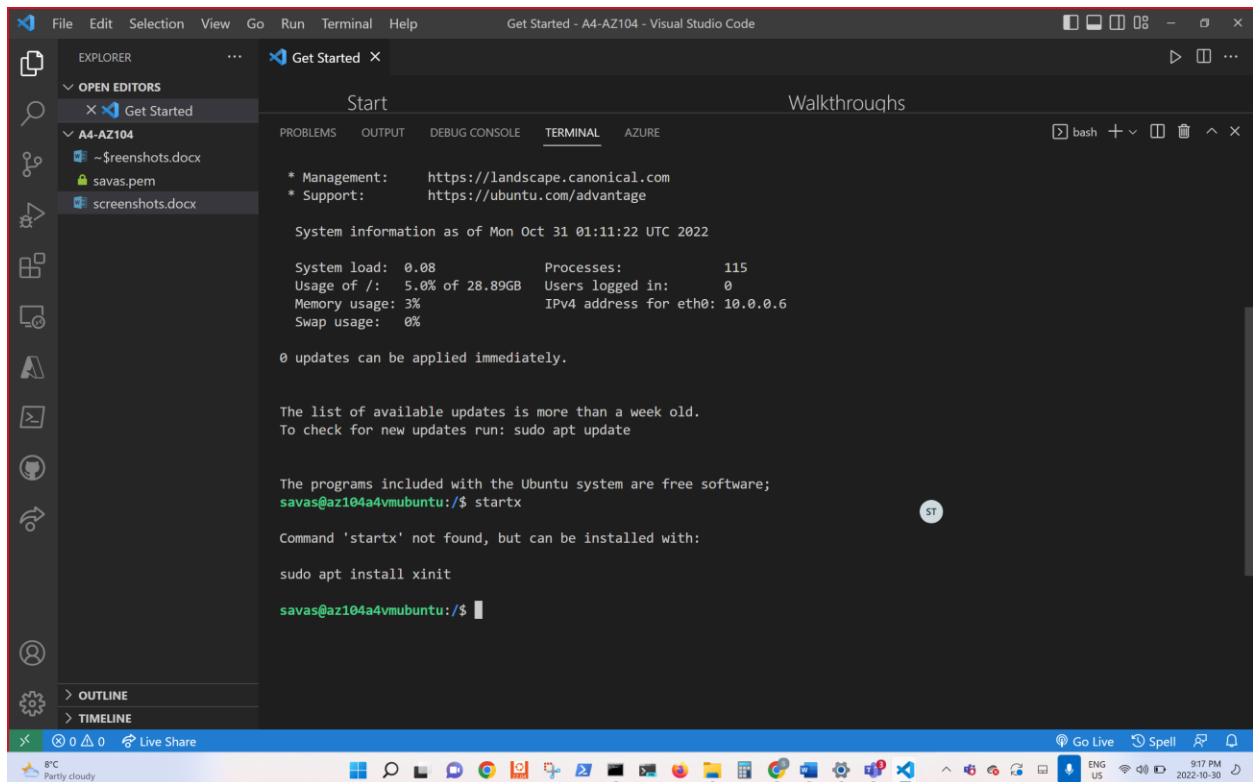 File Edit Selection View Go Run Terminal Help Get Started - A4-AZ104 - Visual Studio Code
EXPLORER ... Get Started
OPEN EDITORS
Get Started
Start Walkthroughs
A4-AZ104
PROBLEMS OUTPUT DEBUG CONSOLE TERMINAL AZURE bash
~$reenshots.docx
savas.pem
screenshots.docx
* Management: https://landscape.canonical.com
* Support: https://ubuntu.com/advantage
System information as of Mon Oct 31 01:11:22 UTC 2022
System load: 0.08 Processes: 115
Usage of /: 5.0% of 28.89GB Users logged in: 0
Memory usage: 3% IPv4 address for eth0: 10.0.0.6
Swap usage: 0%
0 updates can be applied immediately.
The list of available updates is more than a week old.
To check for new updates run: sudo apt update
The programs included with the Ubuntu system are free software;
savas@az104a4vmubuntu:/$ startx
ST
Command 'startx' not found, but can be installed with:
sudo apt install xinit
savas@az104a4vmubuntu:/$
OUTLINE
TIMELINE
0 0 Live Share Go Live Spell
8°C
Partly cloudy
ENG
US
9:17 PM
2022-10-30